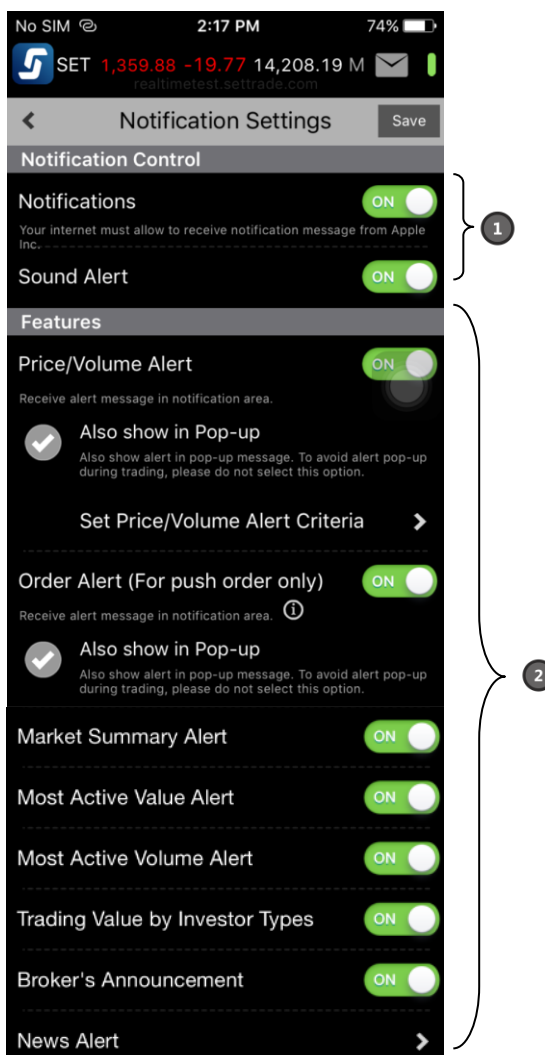 No SIM 2:17 PM 74%
SET 1,359.88 -19.77 14,208.19 M
realtimetest.settrade.com
Notification Settings Save
Notification Control
Notifications ON
Your internet must allow to receive notification message from Apple
Inc.
1
Sound Alert ON
Features
Price/Volume Alert ON
Receive alert message in notification area.
Also show in Pop-up
Also show alert in pop-up message. To avoid alert pop-up
during trading, please do not select this option.
Set Price/Volume Alert Criteria
Order Alert (For push order only) ON
Receive alert message in notification area.
Also show in Pop-up
Also show alert in pop-up message. To avoid alert pop-up
during trading, please do not select this option.
2
Market Summary Alert ON
Most Active Value Alert ON
Most Active Volume Alert ON
Trading Value by Investor Types ON
Broker's Announcement ON
News Alert